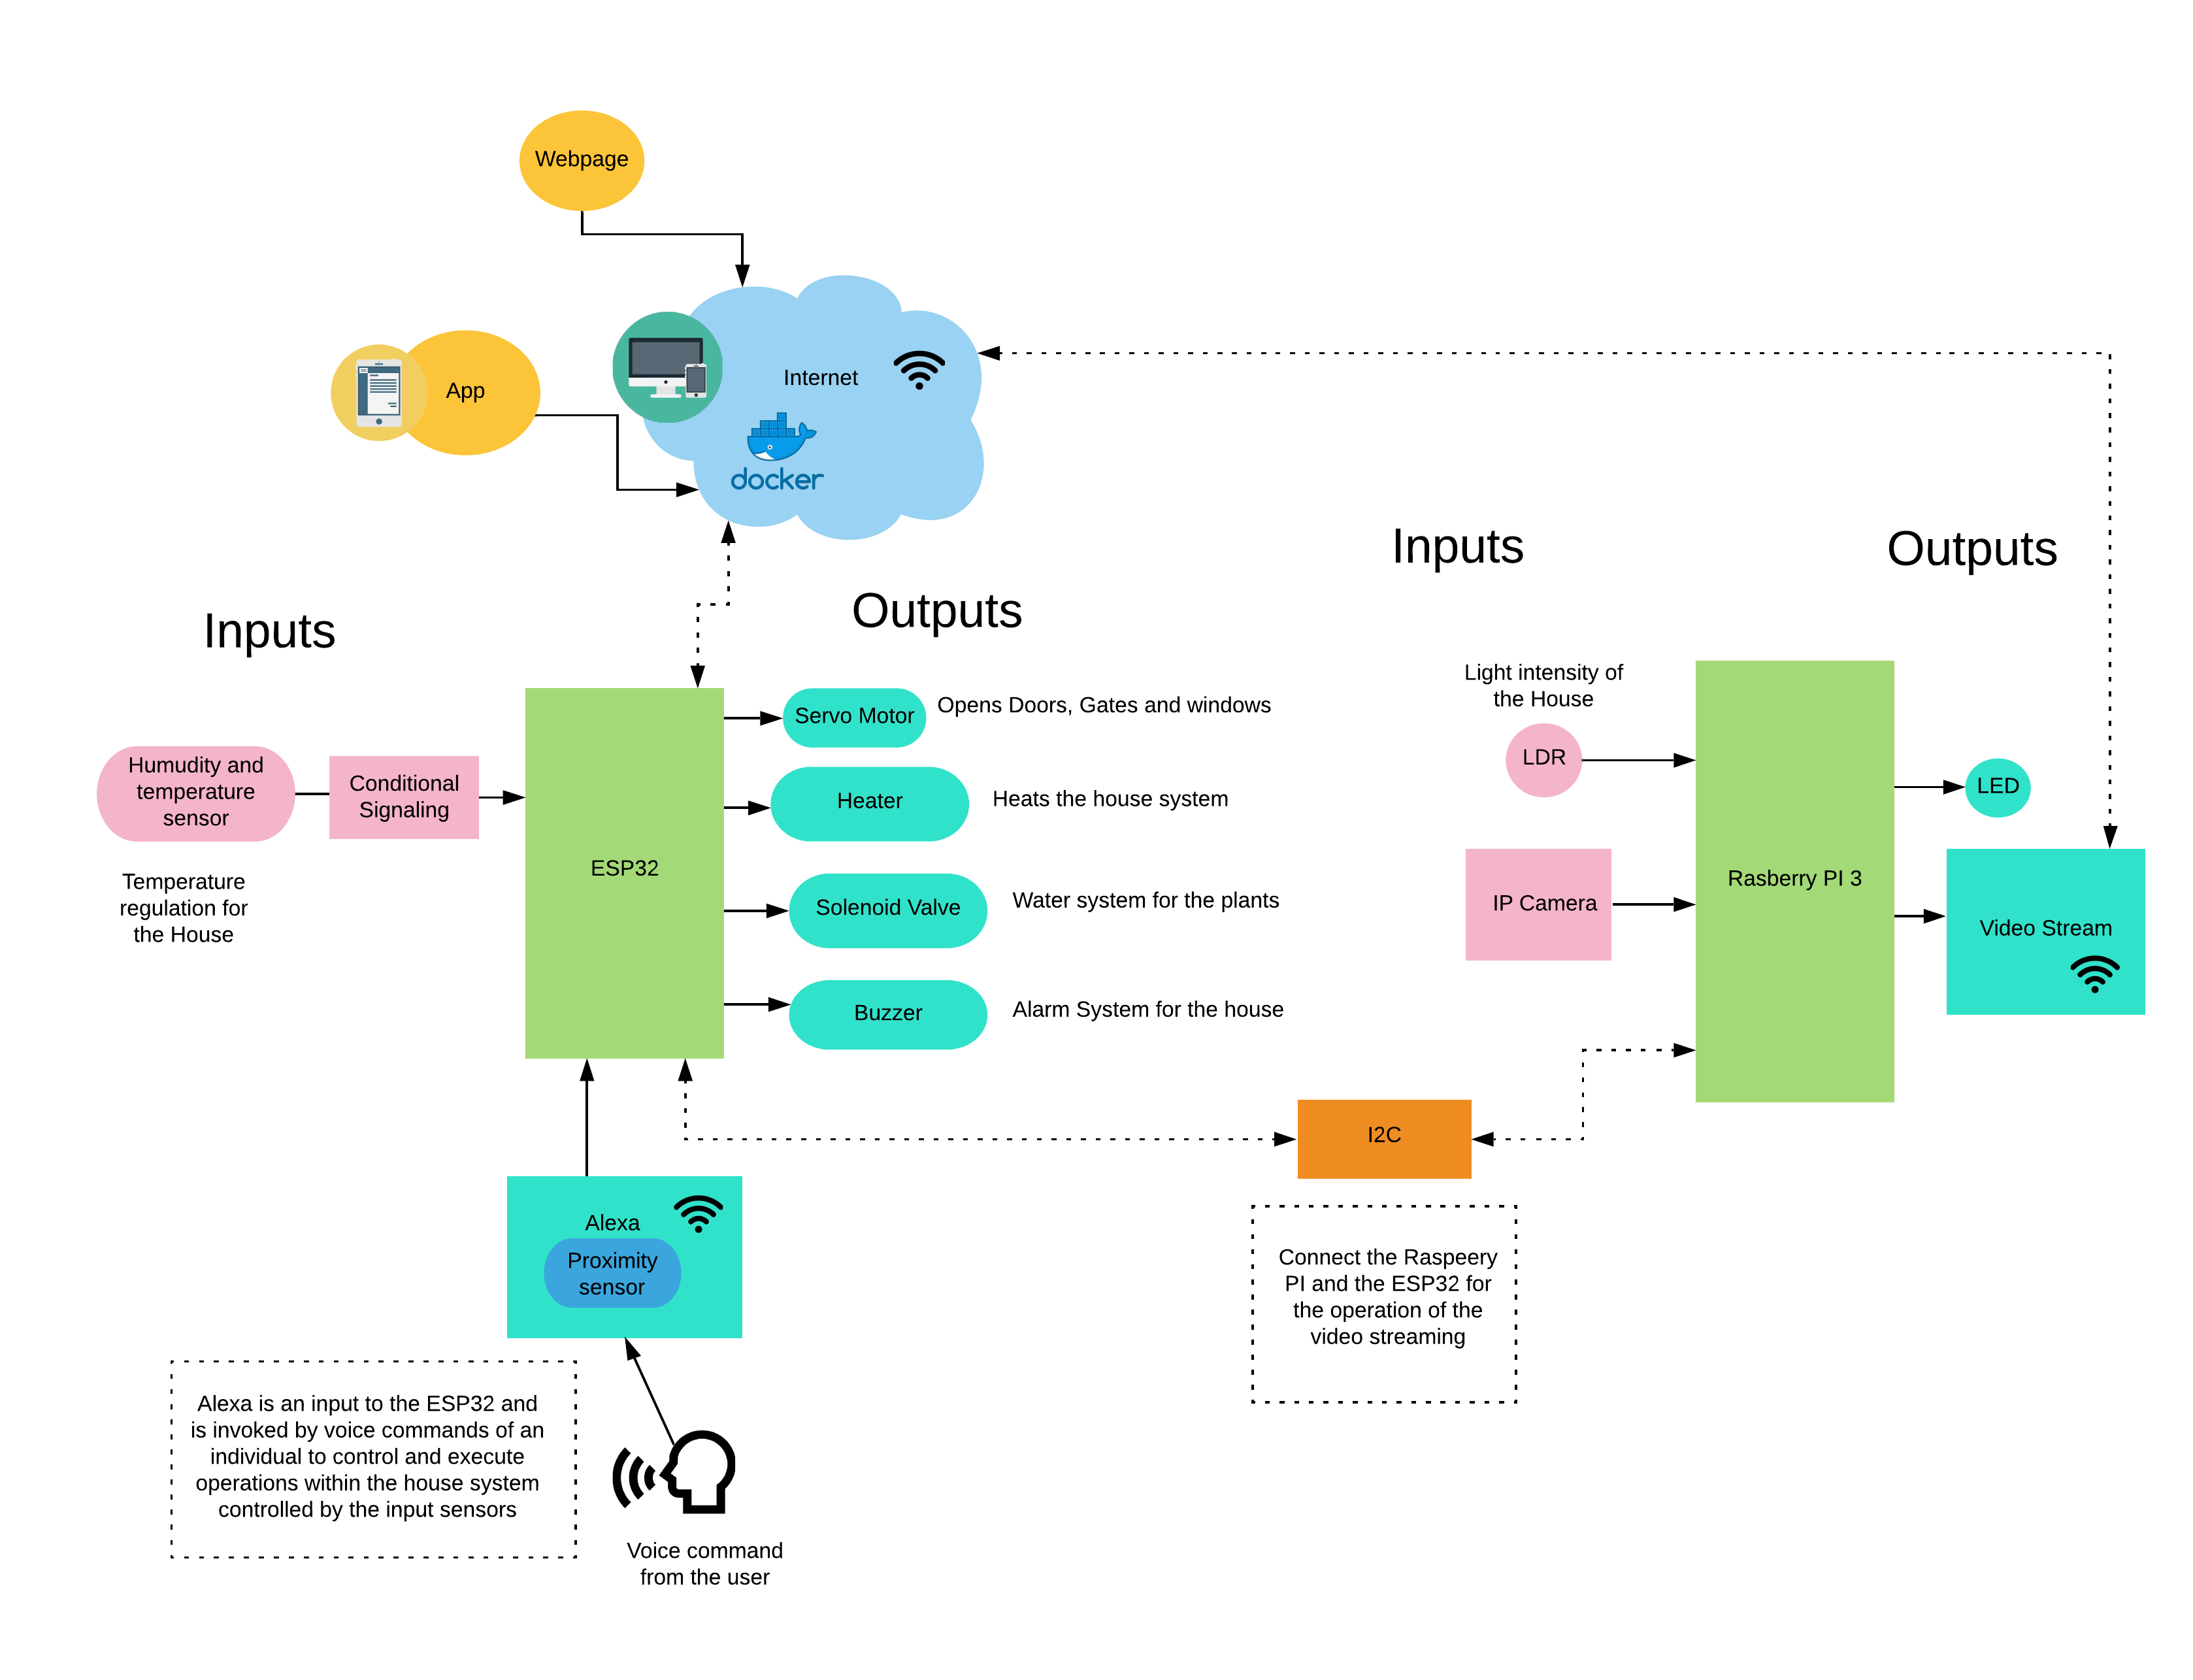 Webpage
App
Internet
docker
Inputs
Outputs
Inputs
Outputs
Humudity and
temperature
sensor
Conditional
Signaling
Temperature
regulation for
the House
ESP32
Servo Motor
Opens Doors, Gates and windows
Heater
Heats the house system
Solenoid Valve
Water system for the plants
Buzzer
Alarm System for the house
Light intensity of
the House
LDR
IP Camera
Rasberry PI 3
LED
Video Stream
I2C
Connect the Raspeery
PI and the ESP32 for
the operation of the
video streaming
Alexa
Proximity
sensor
Alexa is an input to the ESP32 and
is invoked by voice commands of an
individual to control and execute
operations within the house system
controlled by the input sensors
Voice command
from the user